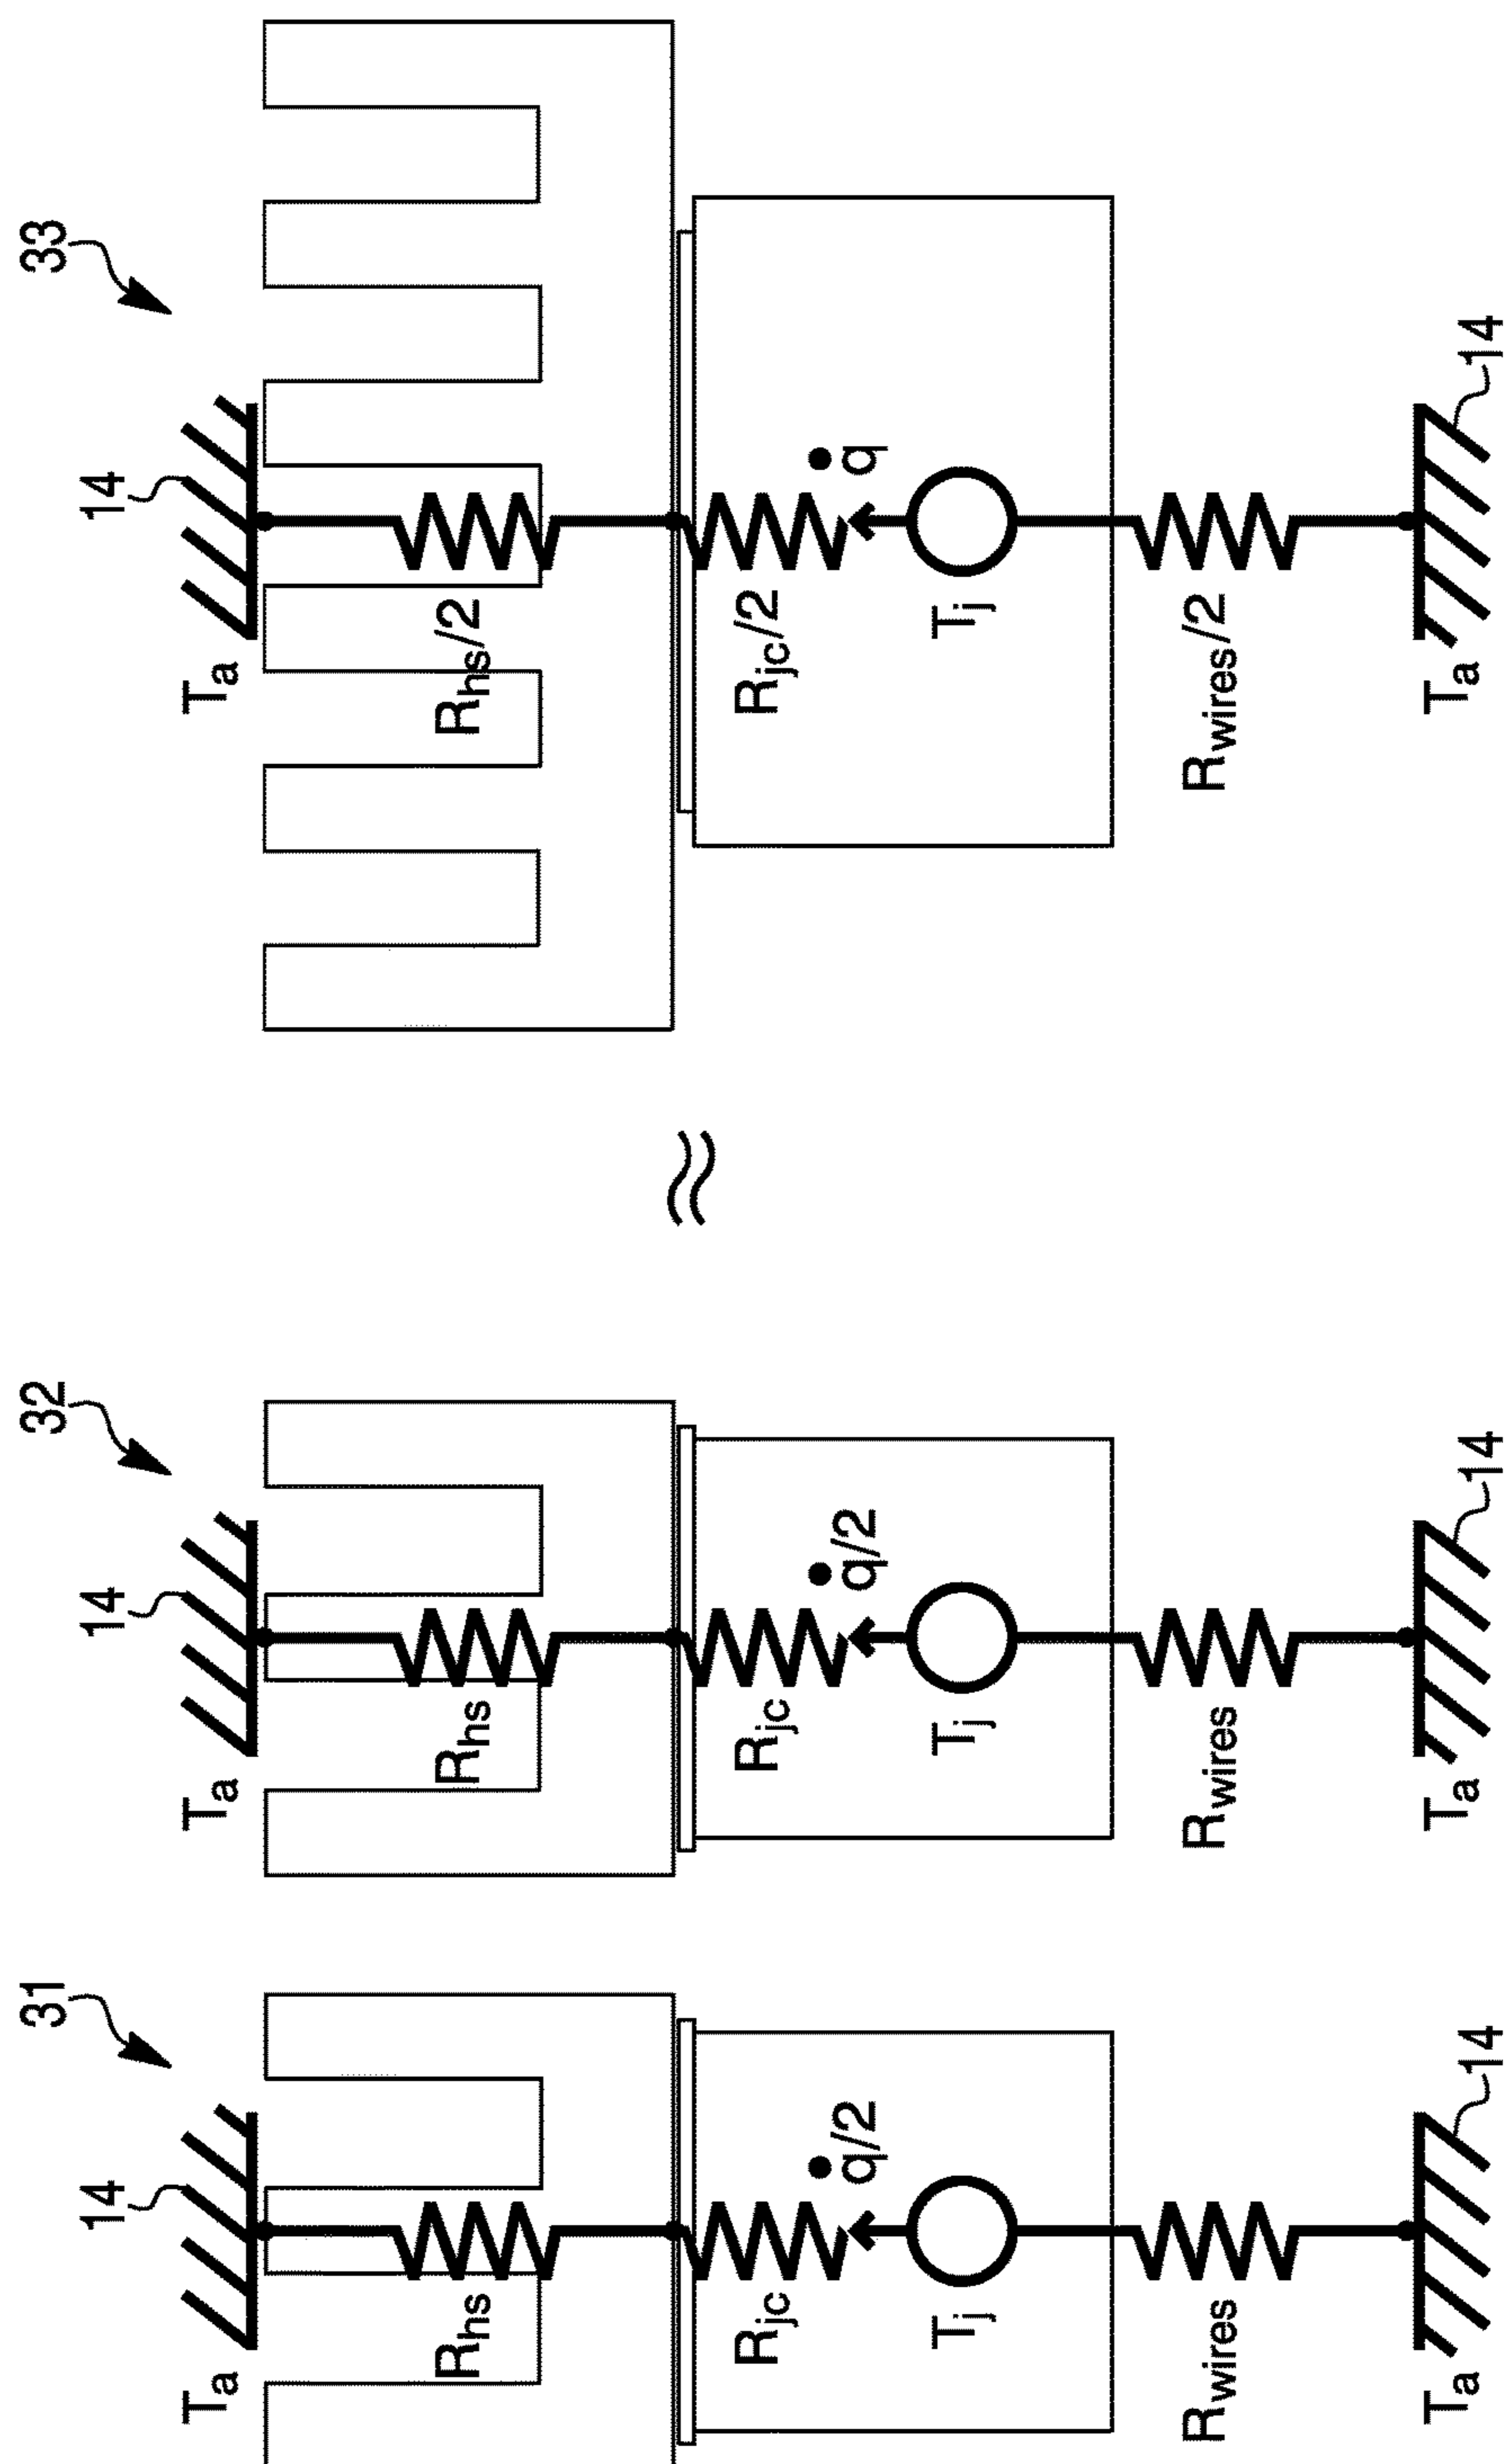 31
14
Ta
Rhs
q̇/2
Rjc
Tj
Rwires
14
Ta
32
14
Ta
Rhs
q̇/2
Rjc
Tj
Rwires
14
Ta
≈
33
14
Ta
Rhs/2
q̇
Rjc/2
Tj
Rwires/2
14
Ta